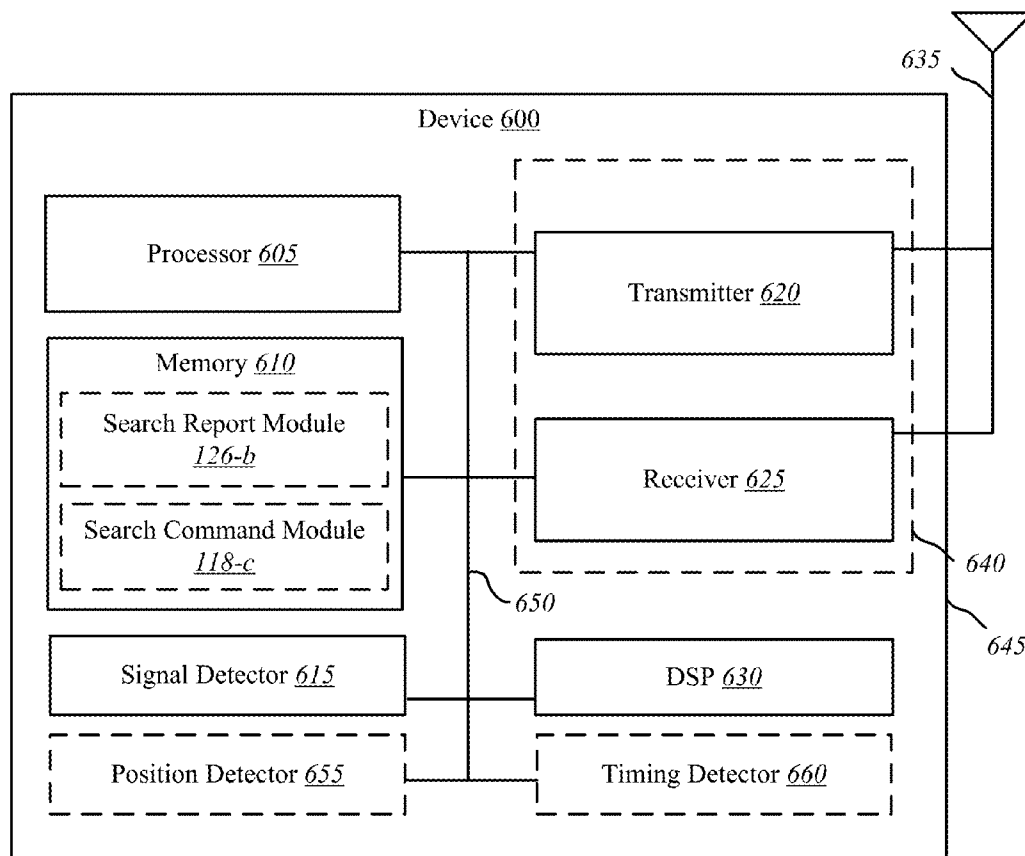 635
Device 600
Processor 605
Transmitter 620
Memory 610
Search Report Module
126-b
Search Command Module
118-c
Receiver 625
640
650
645
Signal Detector 615
DSP 630
Position Detector 655
Timing Detector 660